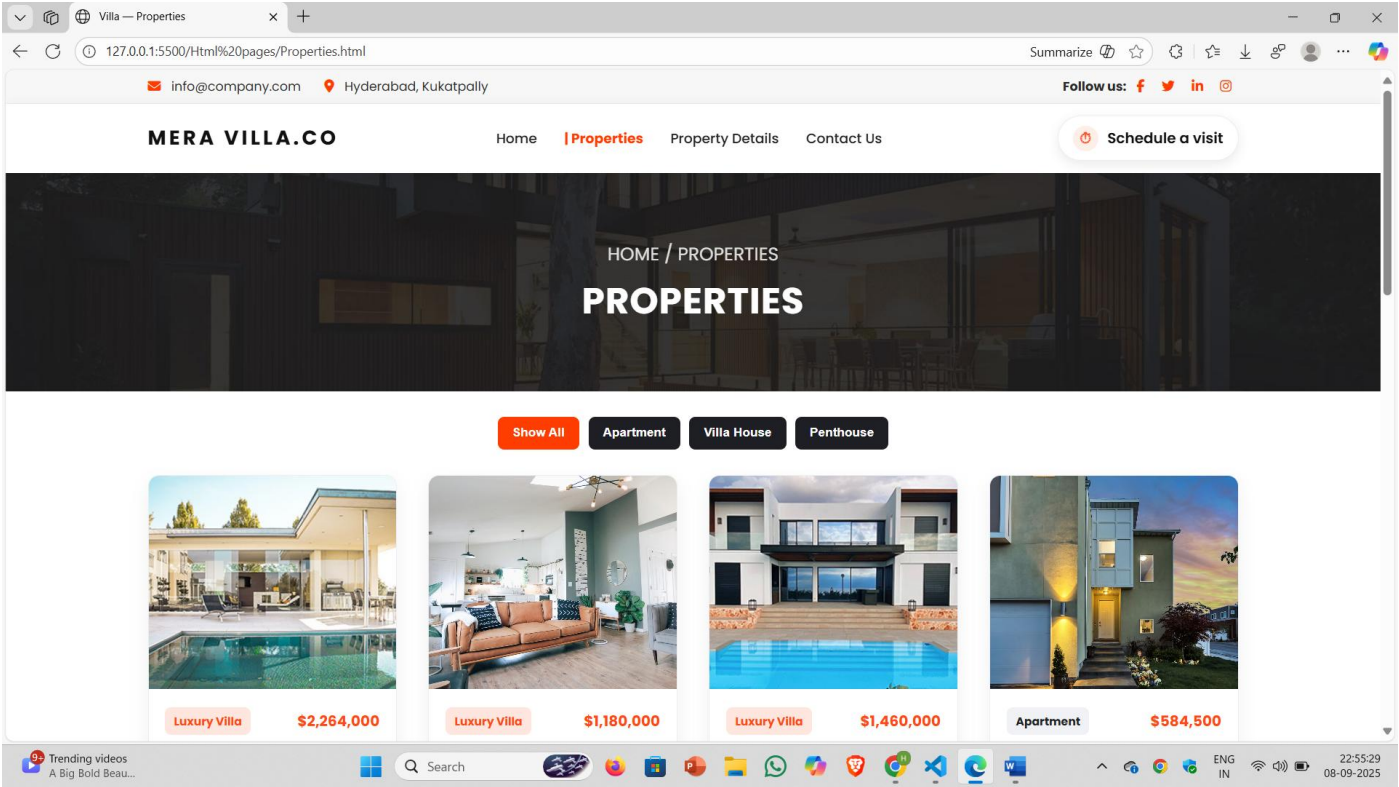 Villa — Properties
127.0.0.1:5500/Html%20pages/Properties.html
Summarize
info@company.com Hyderabad, Kukatpally
Follow us:
MERA VILLA.CO
Home Properties Property Details Contact Us
Schedule a visit
HOME / PROPERTIES
PROPERTIES
Show All Apartment Villa House Penthouse
Luxury Villa $2,264,000
Luxury Villa $1,180,000
Luxury Villa $1,460,000
Apartment $584,500
9+
Trending videos
A Big Bold Beau...
Search
ENG
IN
22:55:29
08-09-2025